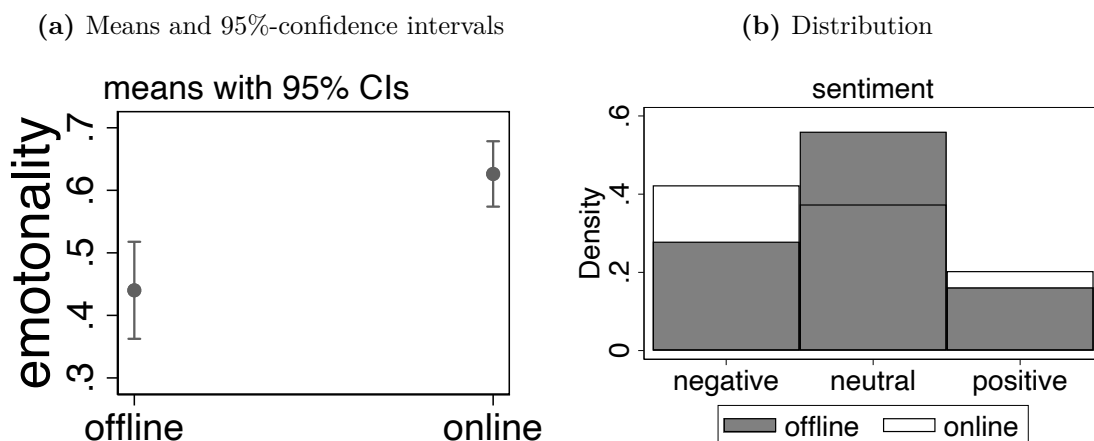 (a) Means and 95%-confidence intervals
means with 95% CIs
emotonality
.7
.6
.5
.4
.3
offline online
(b) Distribution
sentiment
Density
.6
.4
.2
0
negative neutral positive
offline online